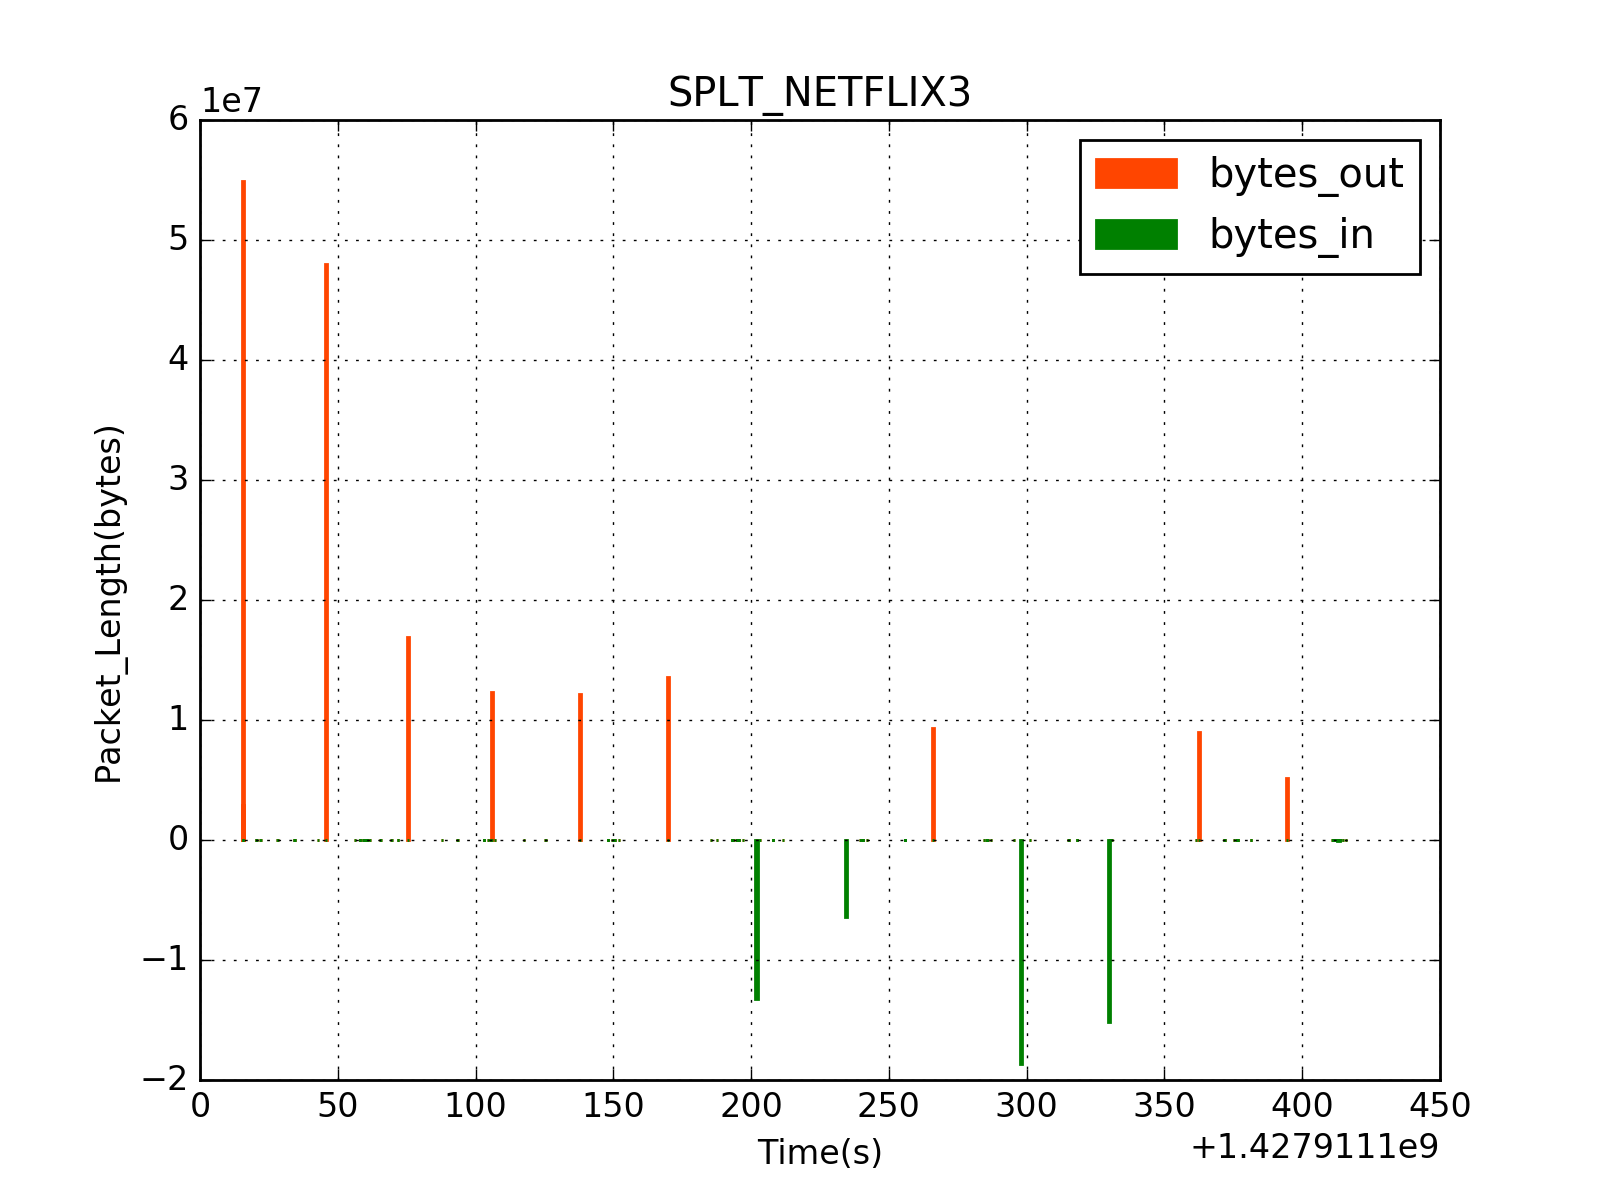 SPLT_NETFLIX3
1e7
6
5
4
3
2
1
0
−1
−2
Packet_Length(bytes)
bytes_out
bytes_in
0 50 100 150 200 250 300 350 400 450
+1.4279111e9
Time(s)